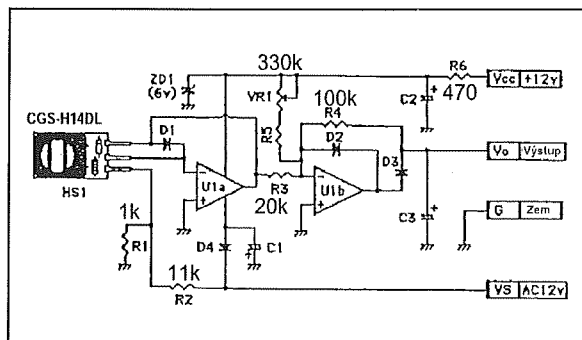 330k
CGS-H14DL
ZD1
(6v)
VR1
R5
100k
R4
D2
D3
C2
R6
470
Vcc +12v
D1
HS1
U1a
R3
20k
U1b
Vo Výstup
C3
G Zem
1k
R1
D4
C1
11k
R2
VS AC12v